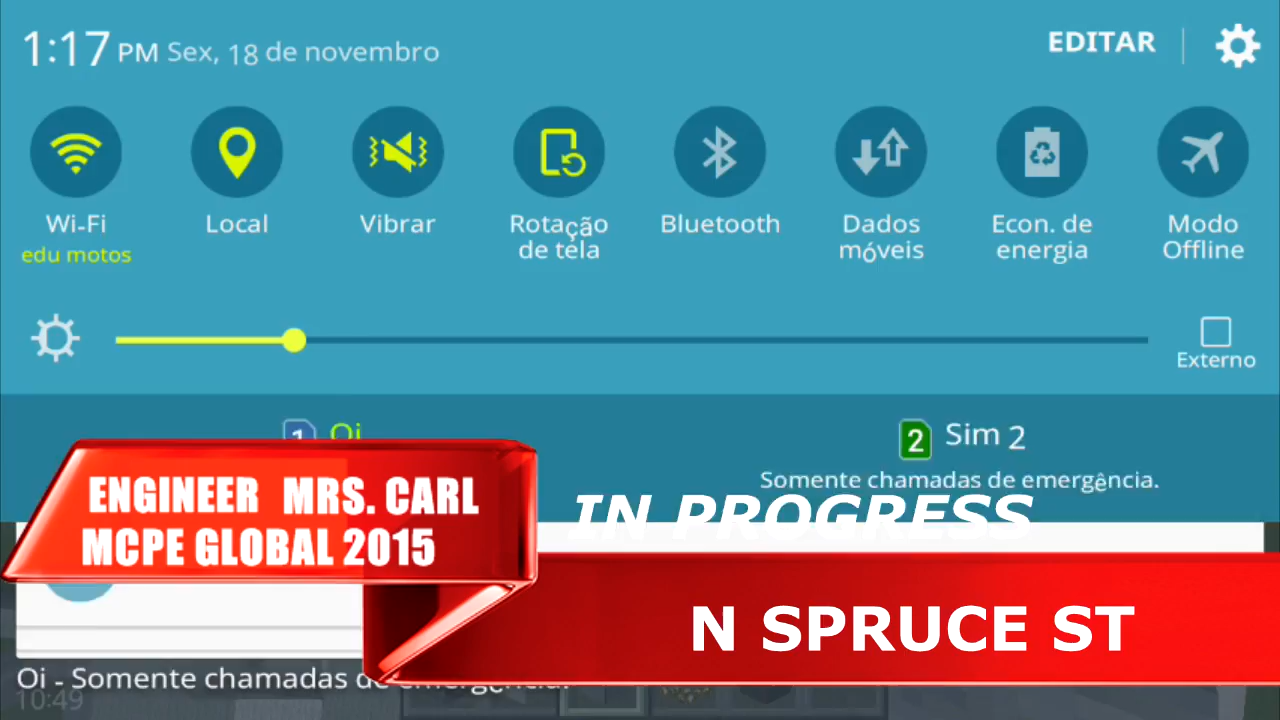 1:17 PM Sex, 18 de novembro
EDITAR
Wi-Fi
edu motos
Local
Vibrar
Rotação
de tela
Bluetooth
Dados
móveis
Econ. de
energia
Modo
Offline
Externo
1 Oi
2 Sim 2
Somente chamadas de emergência.
ENGINEER MRS. CARL
MCPE GLOBAL 2015
IN PROGRESS
N SPRUCE ST
Oi - Somente chamadas de emergência.
10:49